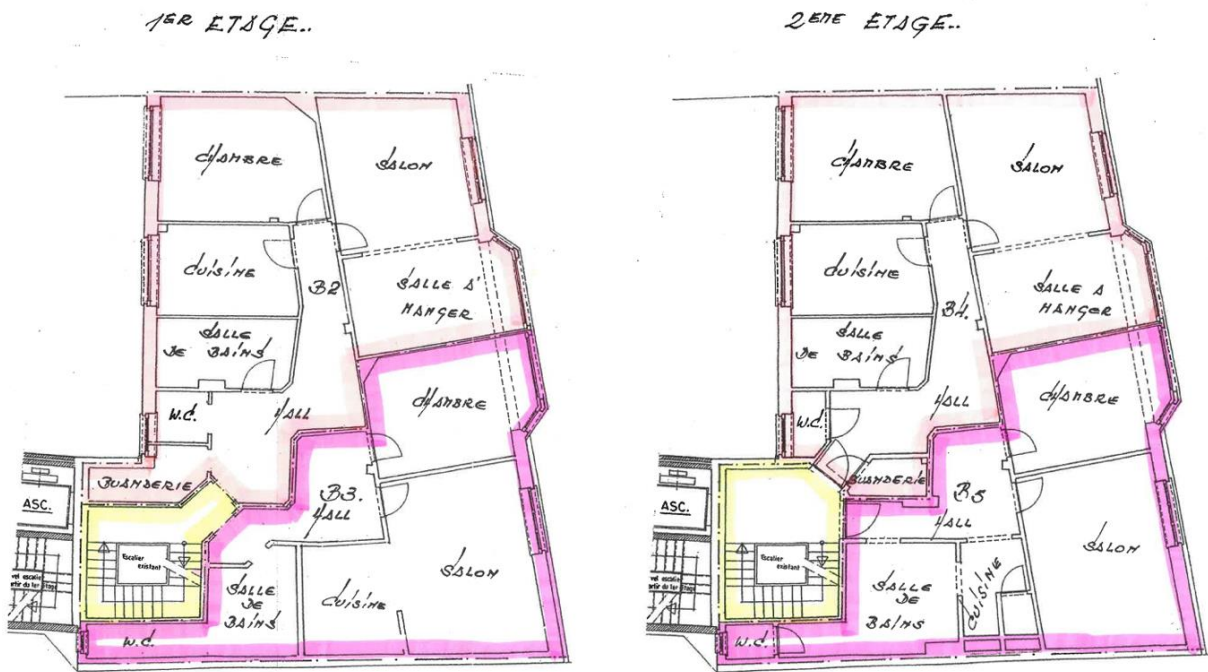 1ER ETAGE..
CHAMBRE
SALON
CUISINE
B2
SALLE A'
MANGER
SALLE
DE BAINS
CHAMBRE
W.C.
HALL
BUANDERIE
B3.
HALL
ASC.
Escalier
existant
SALON
SALLE
DE
BAINS
CUISINE
W.C.
2EME ETAGE..
CHAMBRE
SALON
CUISINE
SALLE A
MANGER
B4.
SALLE
DE BAINS
CHAMBRE
W.C.
HALL
BUANDERIE
B5
HALL
ASC.
Escalier
existant
SALON
SALLE
DE
BAINS
CUISINE
W.C.